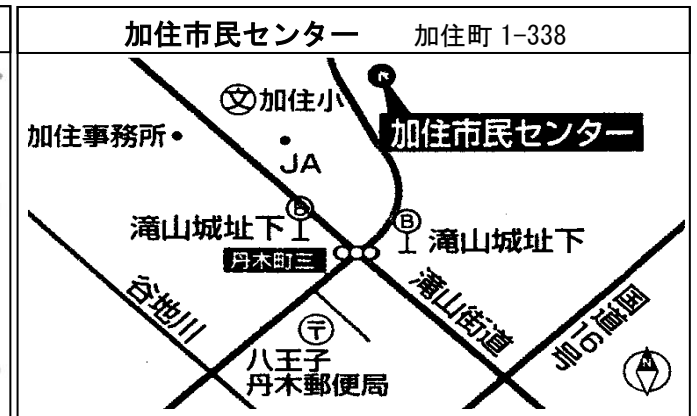 加住市民センター 加住町 1-338
文加住小
加住市民センター
加住事務所
JA
B
滝山城址下
B
滝山城址下
丹木町三
谷地川
滝山街道
国道16号
〒
八王子
丹木郵便局
N